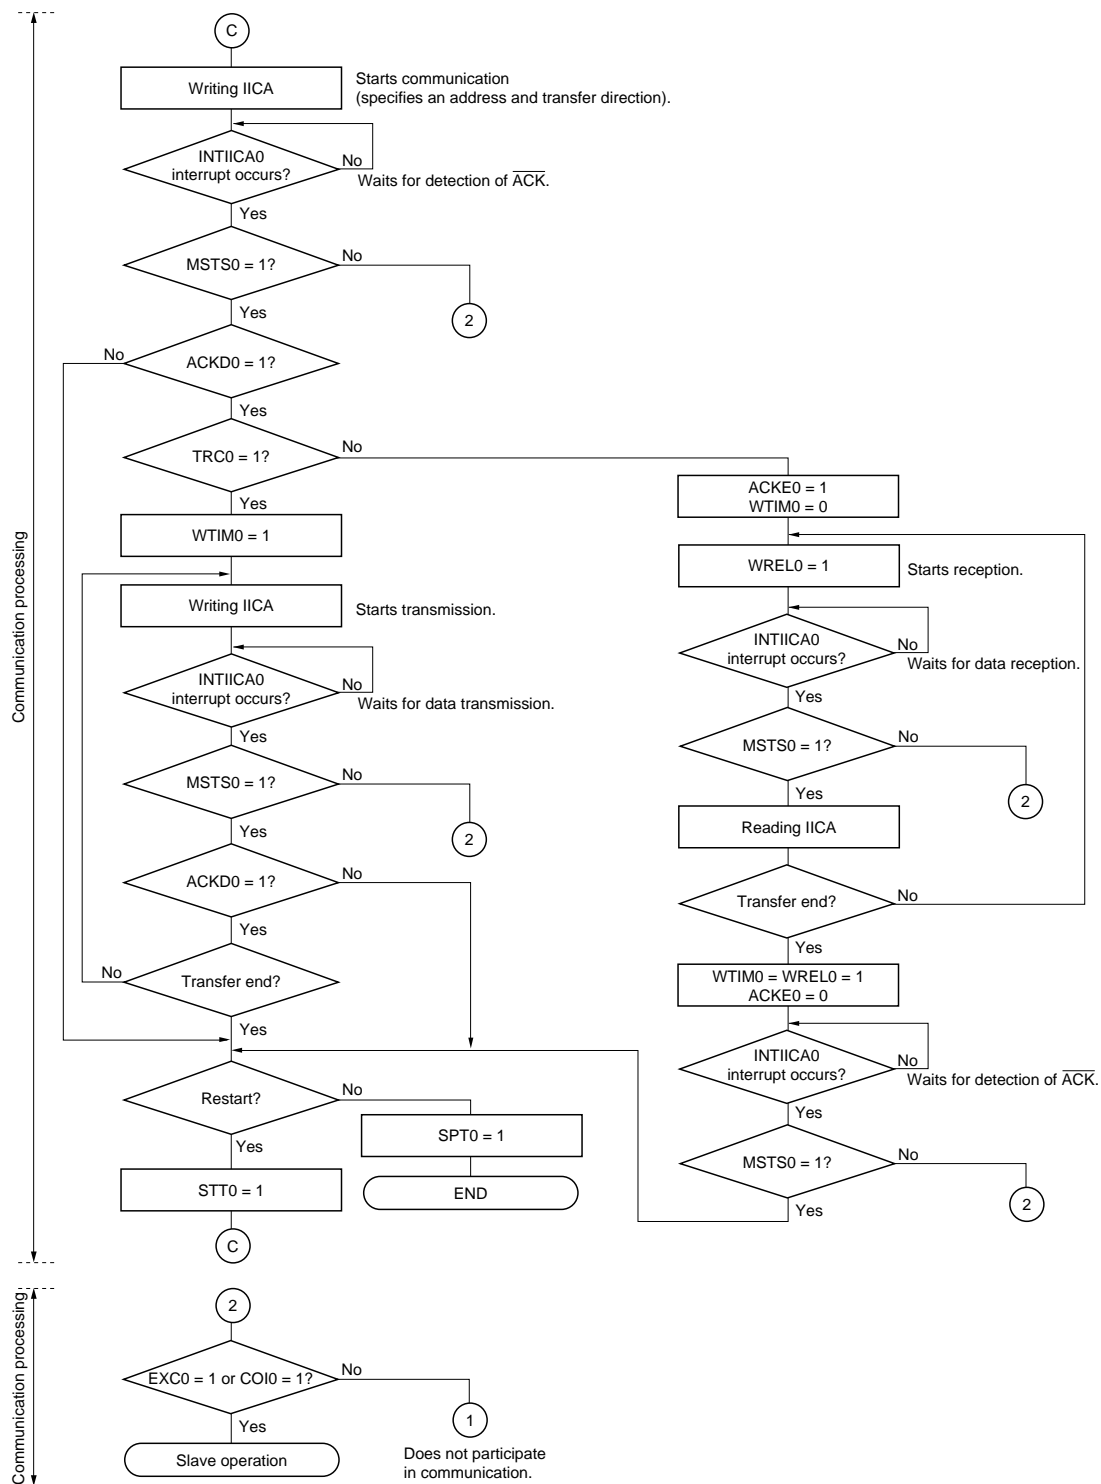 C
Writing IICA
Starts communication
(specifies an address and transfer direction).
INTIICA0
interrupt occurs?
No
Waits for detection of ACK.
Yes
MSTS0 = 1?
No
2
Yes
No
ACKD0 = 1?
Yes
TRC0 = 1?
No
Yes
WTIM0 = 1
Writing IICA
Starts transmission.
INTIICA0
interrupt occurs?
No
Waits for data transmission.
Yes
MSTS0 = 1?
No
2
Yes
ACKD0 = 1?
No
Yes
No
Transfer end?
Yes
Restart?
No
Yes
SPT0 = 1
STT0 = 1
END
C
ACKE0 = 1
WTIM0 = 0
WREL0 = 1
Starts reception.
INTIICA0
interrupt occurs?
No
Waits for data reception.
Yes
MSTS0 = 1?
No
2
Yes
Reading IICA
Transfer end?
No
Yes
WTIM0 = WREL0 = 1
ACKE0 = 0
INTIICA0
interrupt occurs?
No
Waits for detection of ACK.
Yes
MSTS0 = 1?
No
2
Yes
Communication processing
2
EXC0 = 1 or COI0 = 1?
No
1
Yes
Slave operation
Does not participate
in communication.
Communication processing